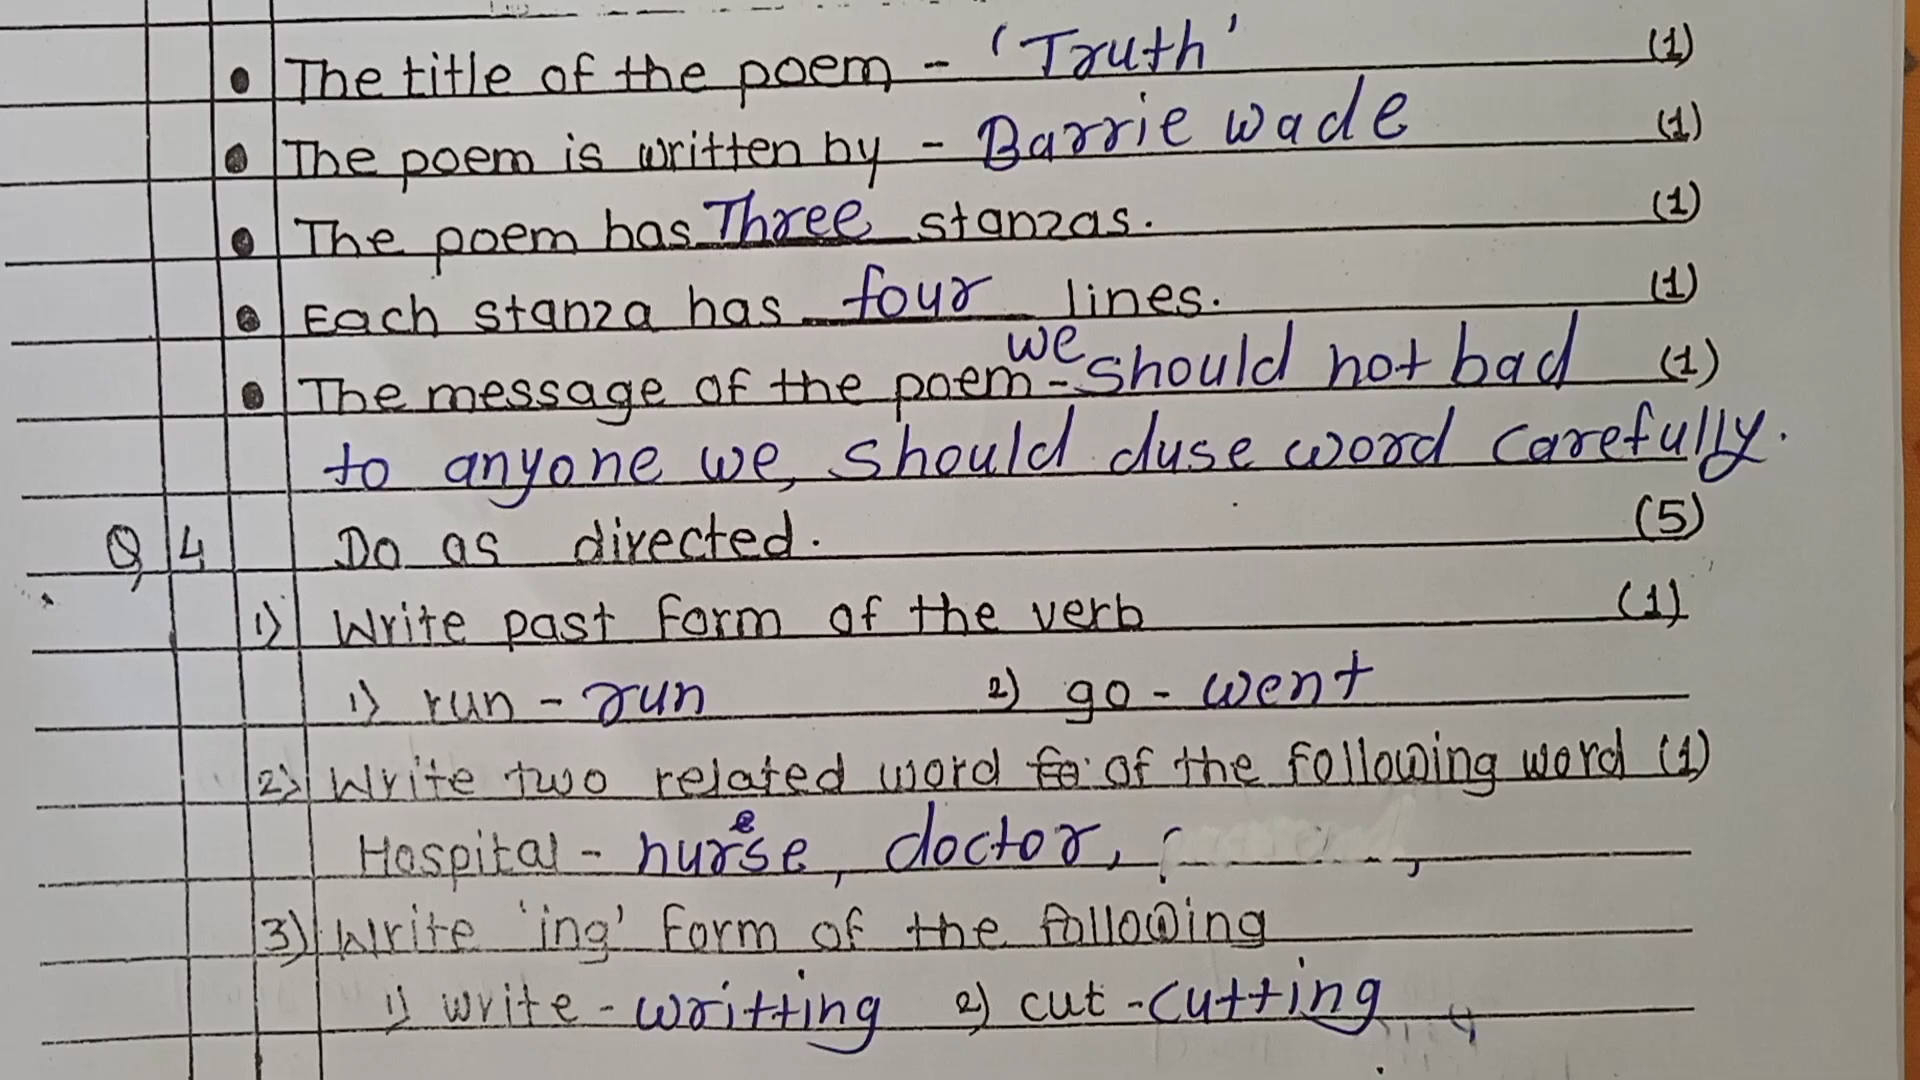 • The title of the poem - 'Truth' (1)
• The poem is written by - Barrie wade (1)
• The poem has Three stanzas. (1)
• Each stanza has four lines. (1)
• The message of the poem - we should not bad (1)
to anyone we, should duse word carefully.
Q 4 Do as directed. (5)
1) Write past form of the verb (1)
1) run - run 2) go - went
2) Write two related word fo of the following word (1)
Hospital - nurse, doctor,
3) Write 'ing' form of the following
1) write - writting 2) cut - cutting